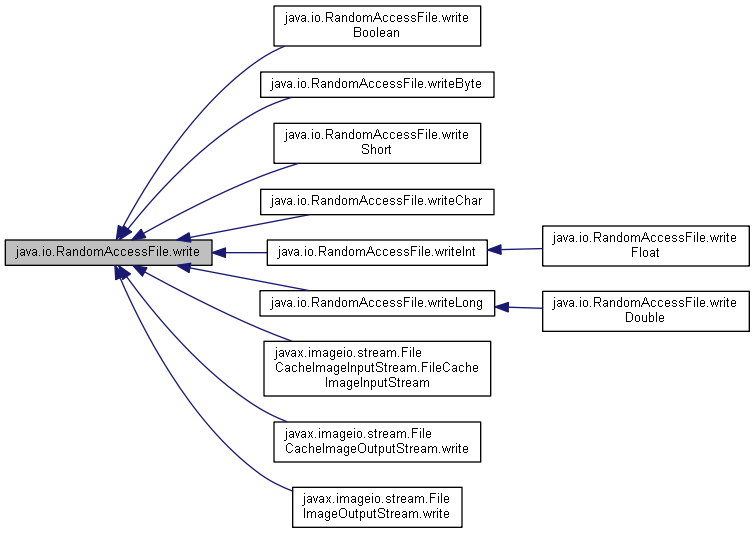 java.io.RandomAccessFile.write
Boolean
java.io.RandomAccessFile.writeByte
java.io.RandomAccessFile.write
Short
java.io.RandomAccessFile.writeChar
java.io.RandomAccessFile.write
java.io.RandomAccessFile.writeInt
java.io.RandomAccessFile.write
Float
java.io.RandomAccessFile.writeLong
java.io.RandomAccessFile.write
Double
javax.imageio.stream.File
CacheImageInputStream.FileCache
ImageInputStream
javax.imageio.stream.File
CacheImageOutputStream.write
javax.imageio.stream.File
ImageOutputStream.write